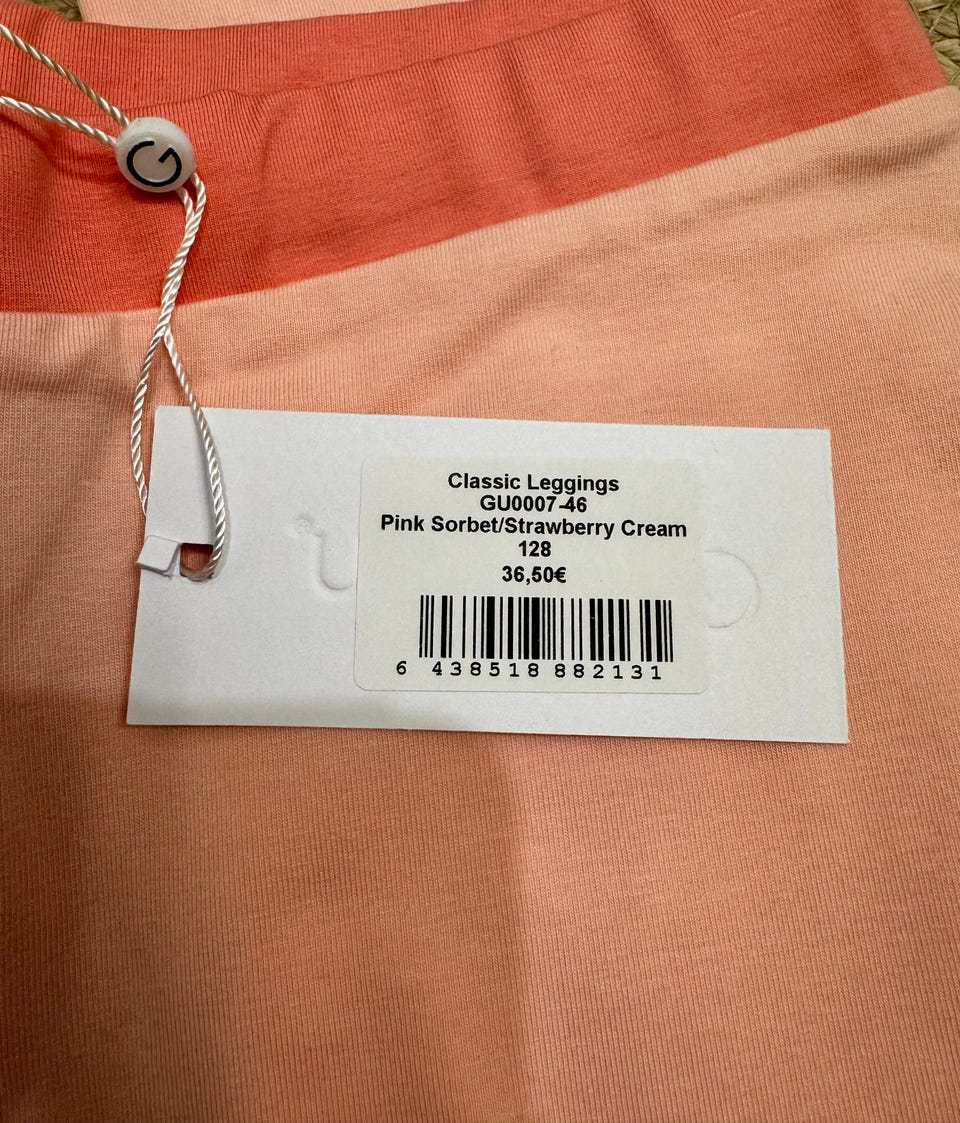 G
Classic Leggings
GU0007-46
Pink Sorbet/Strawberry Cream
128
36,50€
6 438518 882131